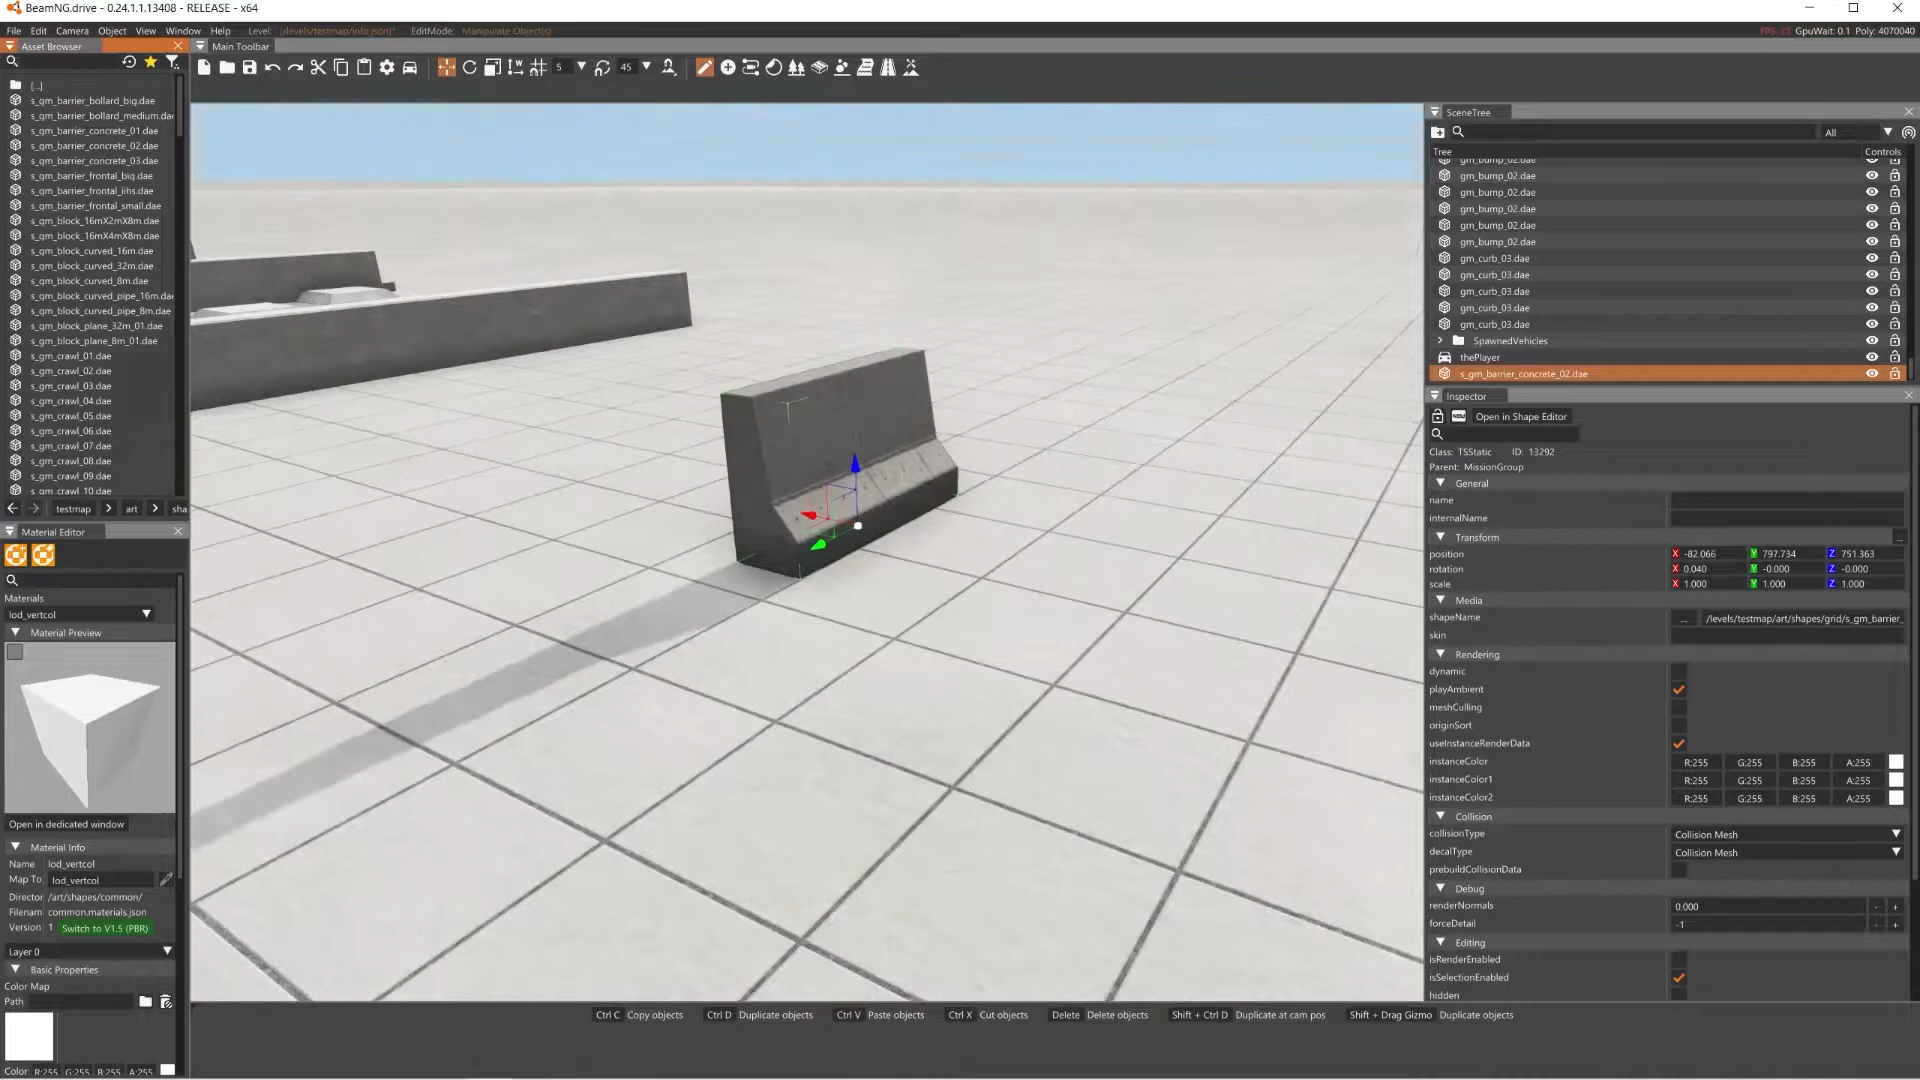 BeamNG.drive - 0.24.1.1.13408 - RELEASE - x64
File Edit Camera Object View Window Help Level: [/levels/testmap/info.json]* EditMode: Manipulate Object(s)
FPS: 23 GpuWait: 0.1 Poly: 4070040
Asset Browser
Main Toolbar
5
45
[..]
s_gm_barrier_bollard_big.dae
s_gm_barrier_bollard_medium.da
s_gm_barrier_concrete_01.dae
s_gm_barrier_concrete_02.dae
s_gm_barrier_concrete_03.dae
s_gm_barrier_frontal_big.dae
s_gm_barrier_frontal_iihs.dae
s_gm_barrier_frontal_small.dae
s_gm_block_16mX2mX8m.dae
s_gm_block_16mX4mX8m.dae
s_gm_block_curved_16m.dae
s_gm_block_curved_32m.dae
s_gm_block_curved_8m.dae
s_gm_block_curved_pipe_16m.da
s_gm_block_curved_pipe_8m.dae
s_gm_block_plane_32m_01.dae
s_gm_block_plane_8m_01.dae
s_gm_crawl_01.dae
s_gm_crawl_02.dae
s_gm_crawl_03.dae
s_gm_crawl_04.dae
s_gm_crawl_05.dae
s_gm_crawl_06.dae
s_gm_crawl_07.dae
s_gm_crawl_08.dae
s_gm_crawl_09.dae
s_gm_crawl_10.dae
testmap > art > sha
Material Editor
Materials
lod_vertcol
Material Preview
Open in dedicated window
Material Info
Name lod_vertcol
Map To lod_vertcol
Director /art/shapes/common/
Filenam common.materials.json
Version 1 Switch to V1.5 (PBR)
Layer 0
Basic Properties
Color Map
Path
Color R:255 G:255 B:255 A:255
SceneTree
All
Tree Controls
gm_bump_02.dae
gm_bump_02.dae
gm_bump_02.dae
gm_bump_02.dae
gm_bump_02.dae
gm_bump_02.dae
gm_curb_03.dae
gm_curb_03.dae
gm_curb_03.dae
gm_curb_03.dae
gm_curb_03.dae
SpawnedVehicles
thePlayer
s_gm_barrier_concrete_02.dae
Inspector
NEW Open in Shape Editor
Class: TSStatic ID: 13292
Parent: MissionGroup
General
name
internalName
Transform ...
position X -82.066 Y 797.734 Z 751.363
rotation X 0.040 Y -0.000 Z -0.000
scale X 1.000 Y 1.000 Z 1.000
Media
shapeName ... /levels/testmap/art/shapes/grid/s_gm_barrier_
skin
Rendering
dynamic
playAmbient
meshCulling
originSort
useInstanceRenderData
instanceColor R:255 G:255 B:255 A:255
instanceColor1 R:255 G:255 B:255 A:255
instanceColor2 R:255 G:255 B:255 A:255
Collision
collisionType Collision Mesh
decalType Collision Mesh
prebuildCollisionData
Debug
renderNormals 0.000 - +
forceDetail -1 - +
Editing
isRenderEnabled
isSelectionEnabled
hidden
Ctrl C Copy objects Ctrl D Duplicate objects Ctrl V Paste objects Ctrl X Cut objects Delete Delete objects Shift + Ctrl D Duplicate at cam pos Shift + Drag Gizmo Duplicate objects